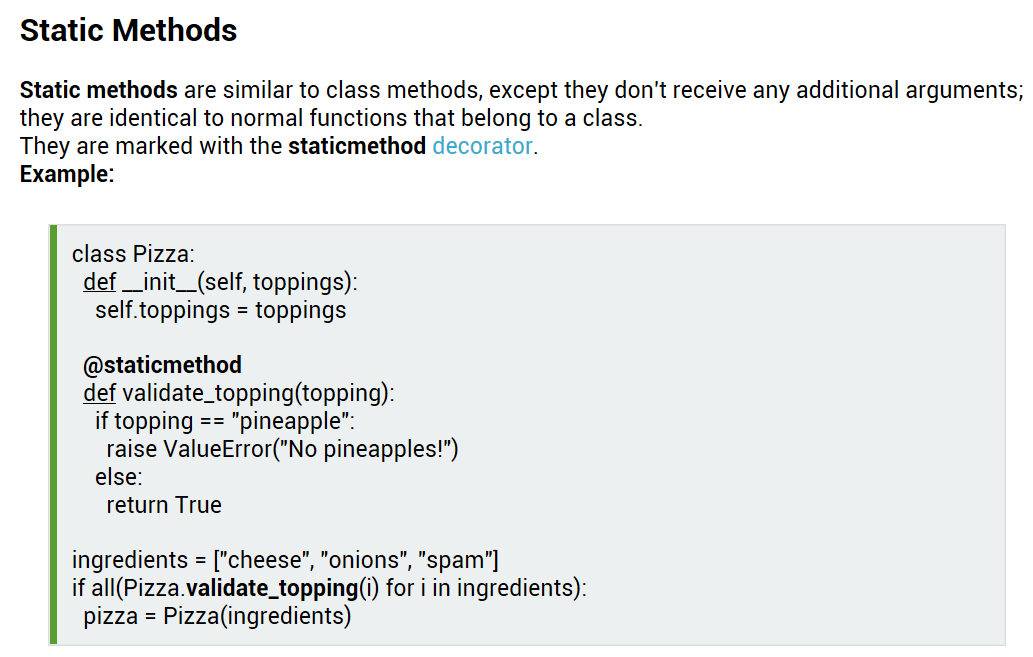 Static Methods
Static methods are similar to class methods, except they don't receive any additional arguments;
they are identical to normal functions that belong to a class.
They are marked with the staticmethod decorator.
Example:
class Pizza:
def __init__(self, toppings):
self.toppings = toppings
@staticmethod
def validate_topping(topping):
if topping == "pineapple":
raise ValueError("No pineapples!")
else:
return True
ingredients = ["cheese", "onions", "spam"]
if all(Pizza.validate_topping(i) for i in ingredients):
pizza = Pizza(ingredients)